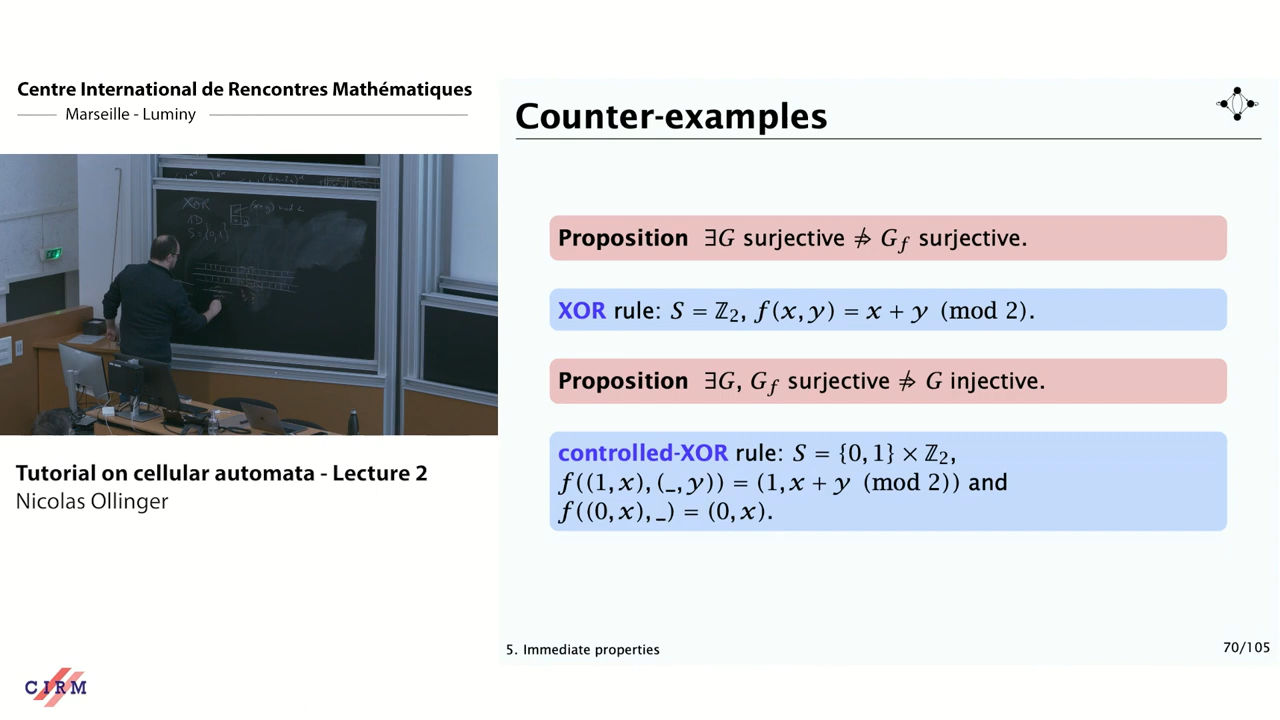 Centre International de Rencontres Mathématiques
Marseille - Luminy
XOR
Tutorial on cellular automata - Lecture 2
Nicolas Ollinger
CIRM
Counter-examples
Proposition ∃G surjective ⇏ G_f surjective.
XOR rule: S = ℤ₂, f(x, y) = x + y (mod 2).
Proposition ∃G, G_f surjective ⇏ G injective.
controlled-XOR rule: S = {0, 1} × ℤ₂,
f((1, x), (_, y)) = (1, x + y (mod 2)) and
f((0, x), _) = (0, x).
5. Immediate properties
70/105